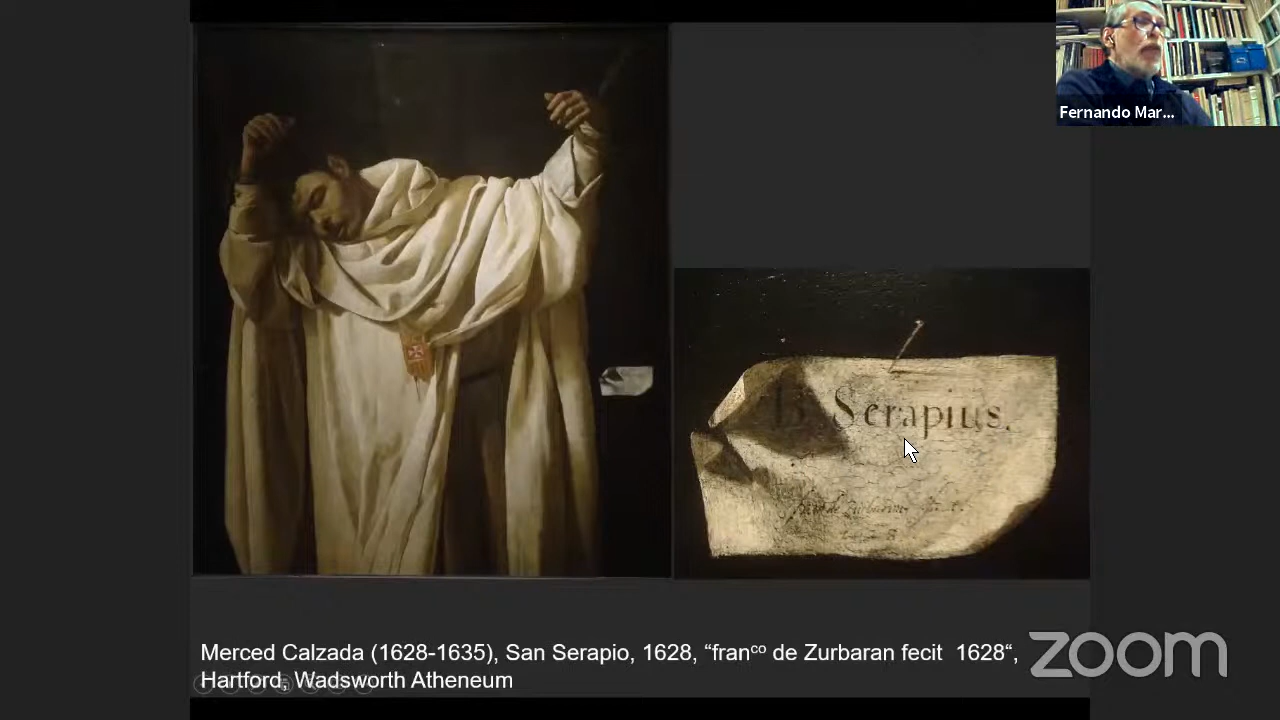 Fernando Mar...
B. Serapius.
Merced Calzada (1628-1635), San Serapio, 1628, “franᶜᵒ de Zurbaran fecit 1628“,
Hartford, Wadsworth Atheneum
zoom